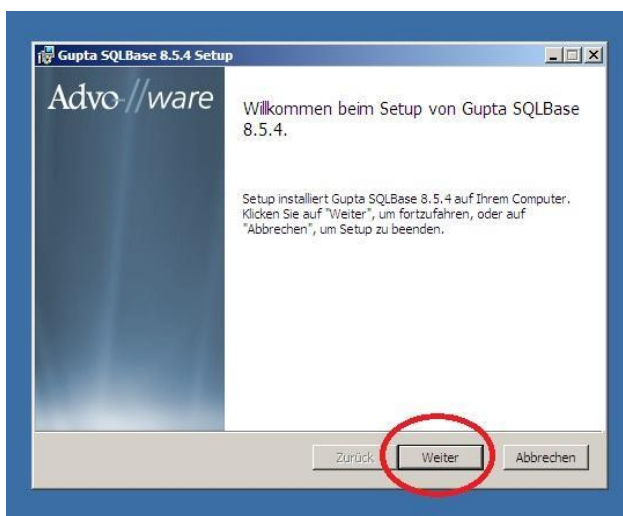 Gupta SQLBase 8.5.4 Setup
Advo-//ware
Willkommen beim Setup von Gupta SQLBase
8.5.4.
Setup installiert Gupta SQLBase 8.5.4 auf Ihrem Computer.
Klicken Sie auf "Weiter", um fortzufahren, oder auf
"Abbrechen", um Setup zu beenden.
Zurück Weiter Abbrechen